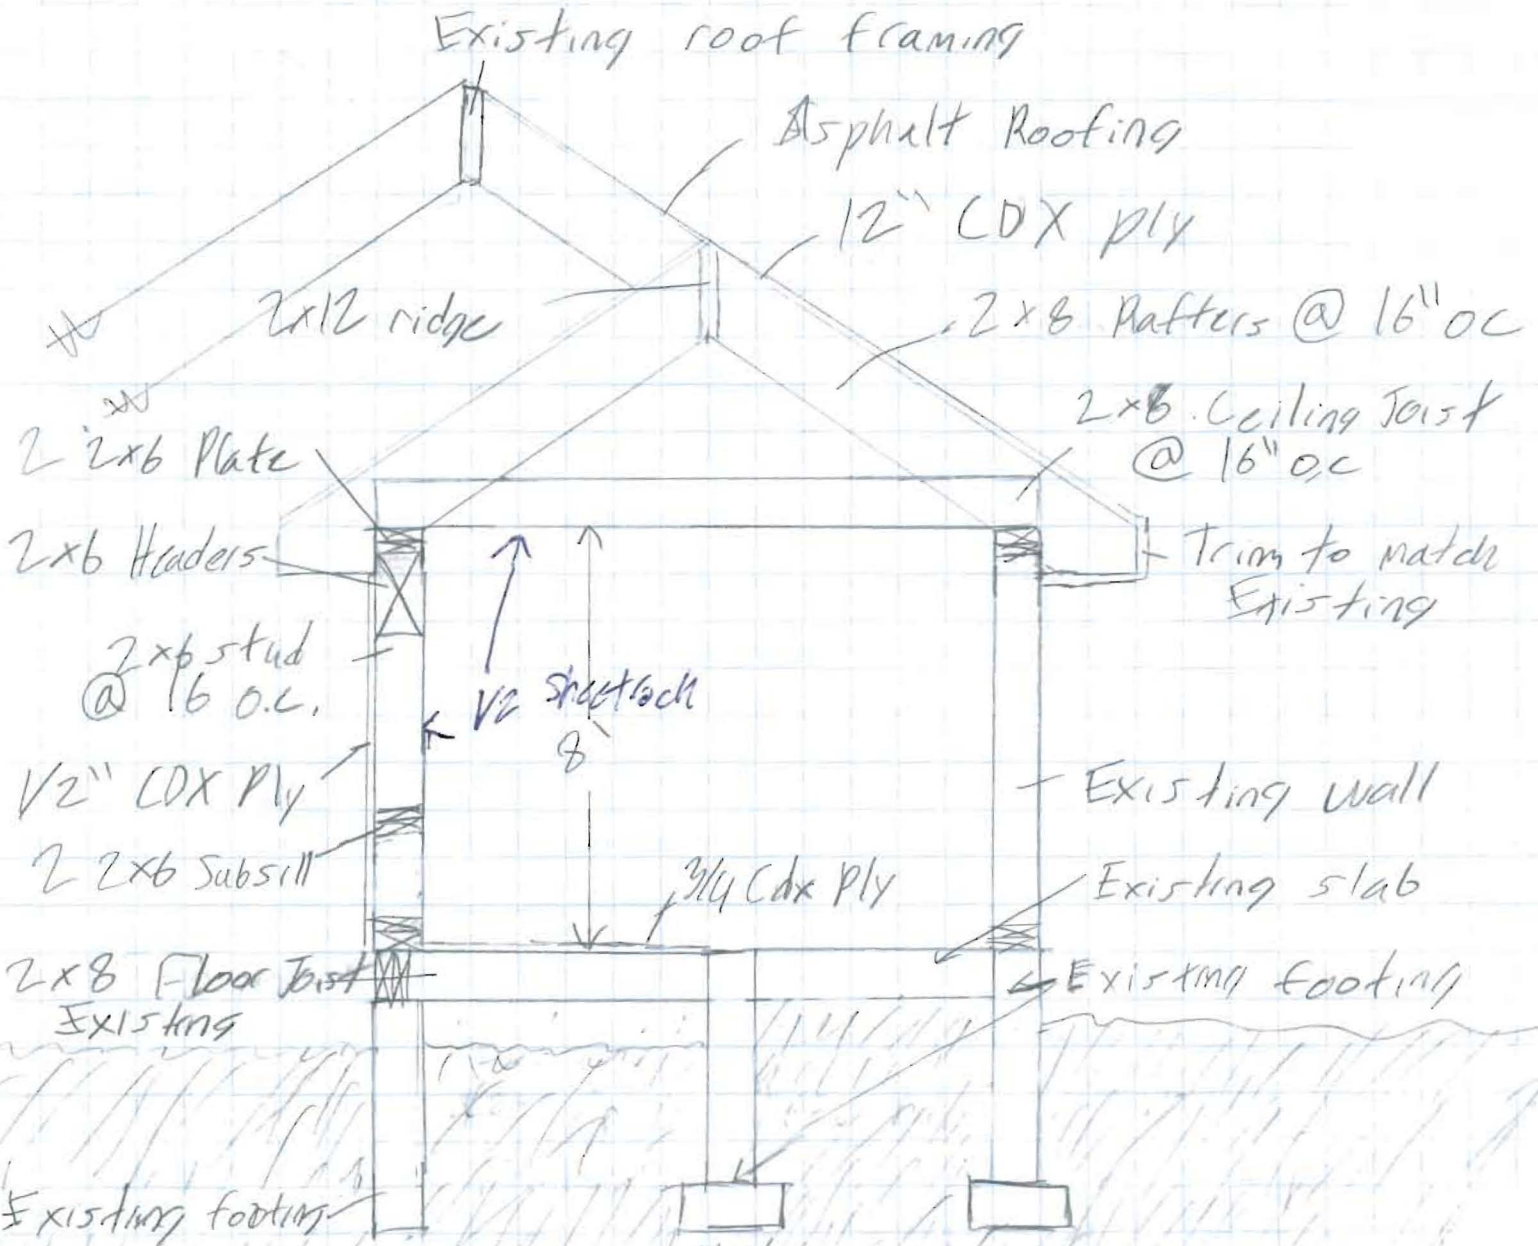 Existing roof framing
Asphalt Roofing
12" CDX ply
2x12 ridge
2x8 Rafters @ 16" OC
2x8 Ceiling Joist
@ 16" O,C
2 2x6 Plate
2x6 Headers
Trim to match
Existing
2x6 stud
@ 16 O.C.
1/2 Sheetrock
8'
1/2" CDX Ply
Existing wall
2 2x6 Subsill
3/4 Cdx Ply
Existing slab
2x8 Floor Joist
Existing
Existing footing
Existing footing